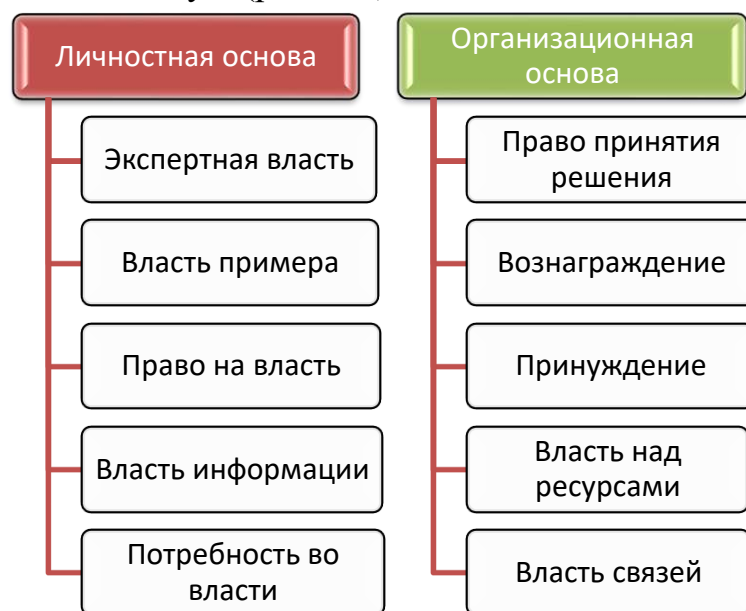 Личностная основа
Экспертная власть
Власть примера
Право на власть
Власть информации
Потребность во
власти
Организационная
основа
Право принятия
решения
Вознаграждение
Принуждение
Власть над
ресурсами
Власть связей